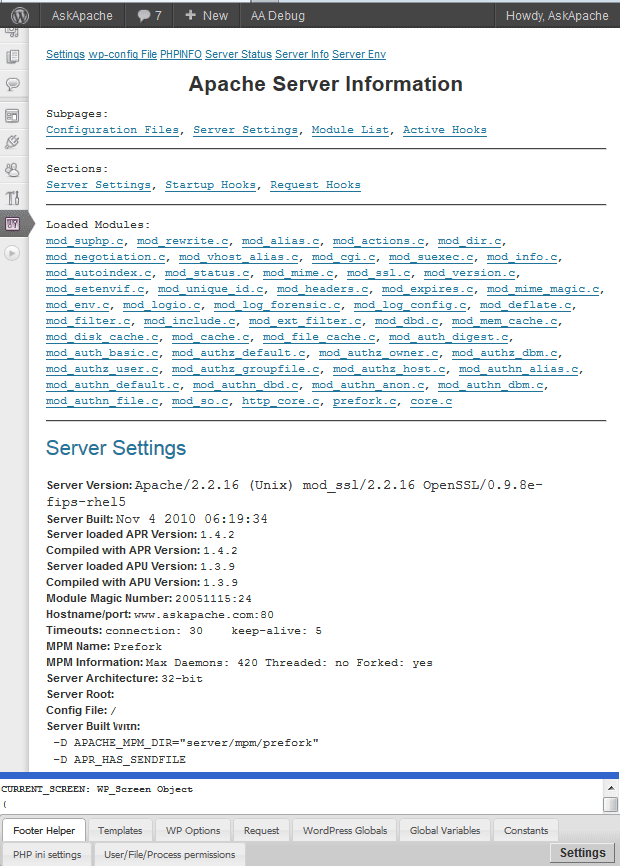 AskApache 7 + New AA Debug Howdy, AskApache
Settings wp-config File PHPINFO Server Status Server Info Server Env
Apache Server Information
Subpages:
Configuration Files, Server Settings, Module List, Active Hooks
Sections:
Server Settings, Startup Hooks, Request Hooks
Loaded Modules:
mod_suphp.c, mod_rewrite.c, mod_alias.c, mod_actions.c, mod_dir.c,
mod_negotiation.c, mod_vhost_alias.c, mod_cgi.c, mod_suexec.c, mod_info.c,
mod_autoindex.c, mod_status.c, mod_mime.c, mod_ssl.c, mod_version.c,
mod_setenvif.c, mod_unique_id.c, mod_headers.c, mod_expires.c, mod_mime_magic.c,
mod_env.c, mod_logio.c, mod_log_forensic.c, mod_log_config.c, mod_deflate.c,
mod_filter.c, mod_include.c, mod_ext_filter.c, mod_dbd.c, mod_mem_cache.c,
mod_disk_cache.c, mod_cache.c, mod_file_cache.c, mod_auth_digest.c,
mod_auth_basic.c, mod_authz_default.c, mod_authz_owner.c, mod_authz_dbm.c,
mod_authz_user.c, mod_authz_groupfile.c, mod_authz_host.c, mod_authn_alias.c,
mod_authn_default.c, mod_authn_dbd.c, mod_authn_anon.c, mod_authn_dbm.c,
mod_authn_file.c, mod_so.c, http_core.c, prefork.c, core.c
Server Settings
Server Version: Apache/2.2.16 (Unix) mod_ssl/2.2.16 OpenSSL/0.9.8e-
fips-rhel5
Server Built: Nov 4 2010 06:19:34
Server loaded APR Version: 1.4.2
Compiled with APR Version: 1.4.2
Server loaded APU Version: 1.3.9
Compiled with APU Version: 1.3.9
Module Magic Number: 20051115:24
Hostname/port: www.askapache.com:80
Timeouts: connection: 30 keep-alive: 5
MPM Name: Prefork
MPM Information: Max Daemons: 420 Threaded: no Forked: yes
Server Architecture: 32-bit
Server Root:
Config File: /
Server Built With:
-D APACHE_MPM_DIR="server/mpm/prefork"
-D APR_HAS_SENDFILE
CURRENT_SCREEN: WP_Screen Object
(
Footer Helper Templates WP Options Request WordPress Globals Global Variables Constants
PHP ini settings User/File/Process permissions Settings